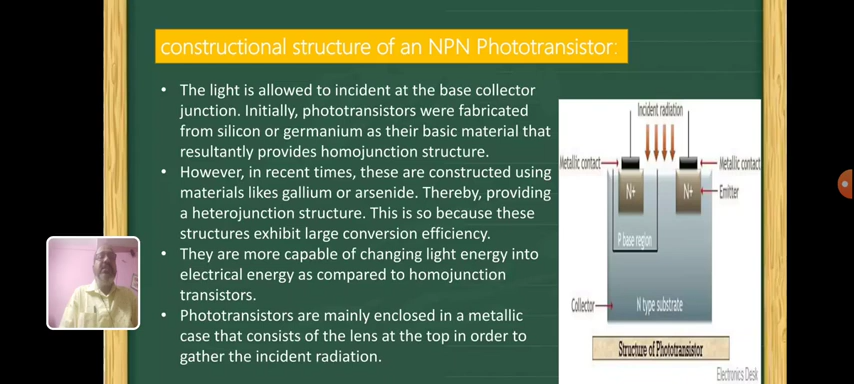 constructional structure of an NPN Phototransistor:
• The light is allowed to incident at the base collector
junction. Initially, phototransistors were fabricated
from silicon or germanium as their basic material that
resultantly provides homojunction structure.
• However, in recent times, these are constructed using
materials likes gallium or arsenide. Thereby, providing
a heterojunction structure. This is so because these
structures exhibit large conversion efficiency.
• They are more capable of changing light energy into
electrical energy as compared to homojunction
transistors.
• Phototransistors are mainly enclosed in a metallic
case that consists of the lens at the top in order to
gather the incident radiation.
Incident radiation
Metallic contact
Metallic contact
N+
N+
Emitter
P base region
Collector
N type substrate
Structure of Phototransistor
Electronics Desk